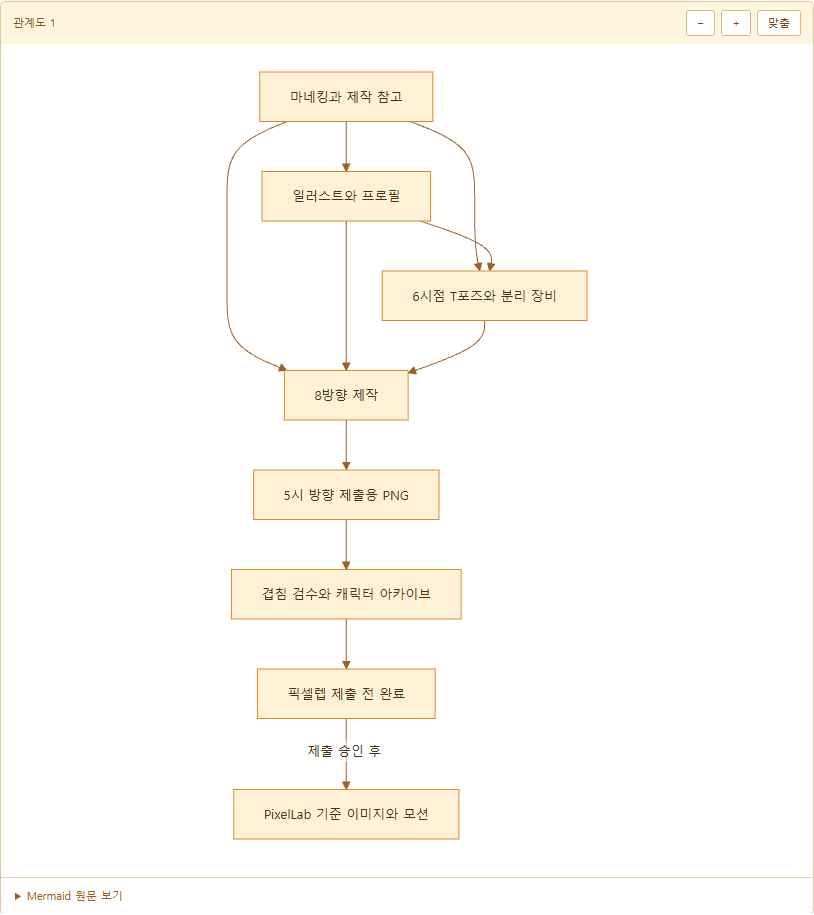 관계도 1
−
+
맞춤
마네킹과 제작 참고
일러스트와 프로필
6시점 T포즈와 분리 장비
8방향 제작
5시 방향 제출용 PNG
겹침 검수와 캐릭터 아카이브
픽셀렙 제출 전 완료
제출 승인 후
PixelLab 기준 이미지와 모션
▶ Mermaid 원문 보기